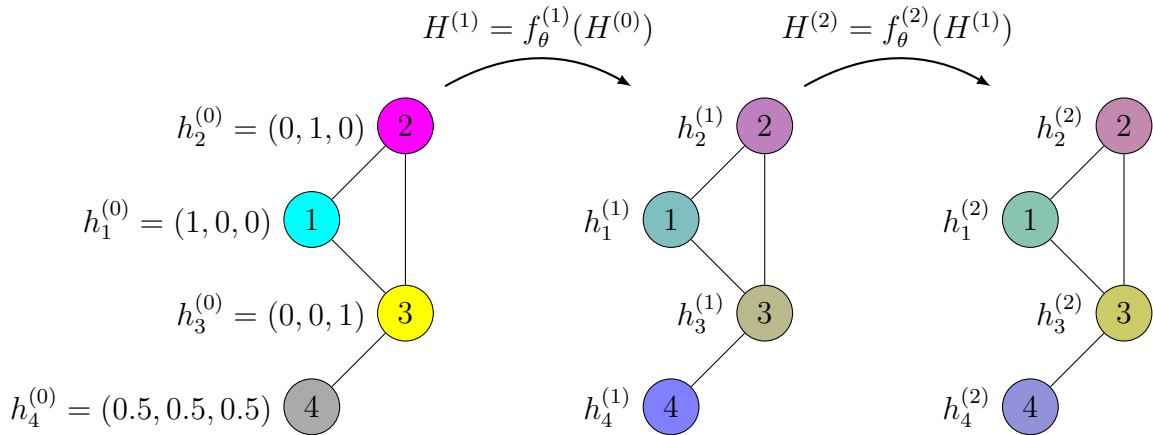 H^{(1)} = f_θ^{(1)}(H^{(0)})
H^{(2)} = f_θ^{(2)}(H^{(1)})
h_2^{(0)} = (0, 1, 0) 2
h_2^{(1)} 2
h_2^{(2)} 2
h_1^{(0)} = (1, 0, 0) 1
h_1^{(1)} 1
h_1^{(2)} 1
h_3^{(0)} = (0, 0, 1) 3
h_3^{(1)} 3
h_3^{(2)} 3
h_4^{(0)} = (0.5, 0.5, 0.5) 4
h_4^{(1)} 4
h_4^{(2)} 4